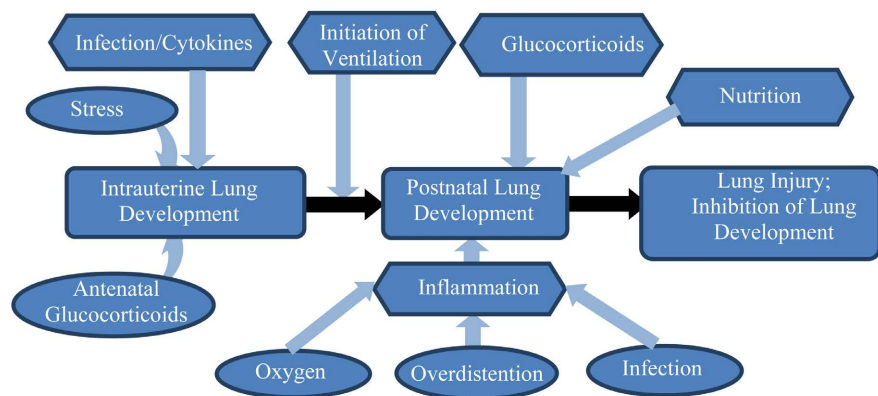 Infection/Cytokines
Initiation of
Ventilation
Glucocorticoids
Stress
Nutrition
Intrauterine Lung
Development
Postnatal Lung
Development
Lung Injury;
Inhibition of Lung
Development
Antenatal
Glucocorticoids
Inflammation
Oxygen
Overdistention
Infection